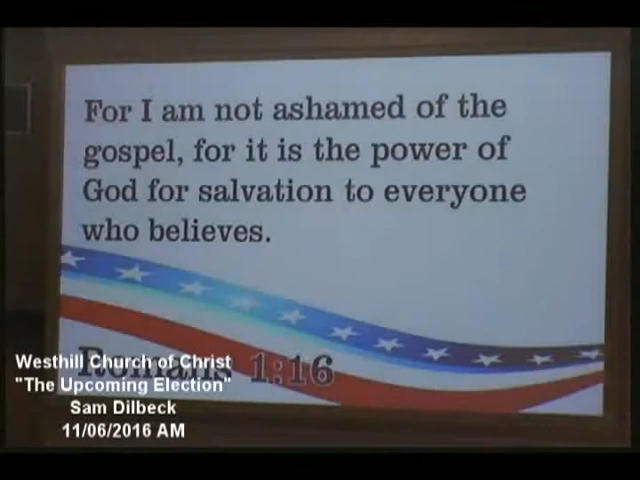 For I am not ashamed of the
gospel, for it is the power of
God for salvation to everyone
who believes.
Romans 1:16
Westhill Church of Christ
"The Upcoming Election"
Sam Dilbeck
11/06/2016 AM